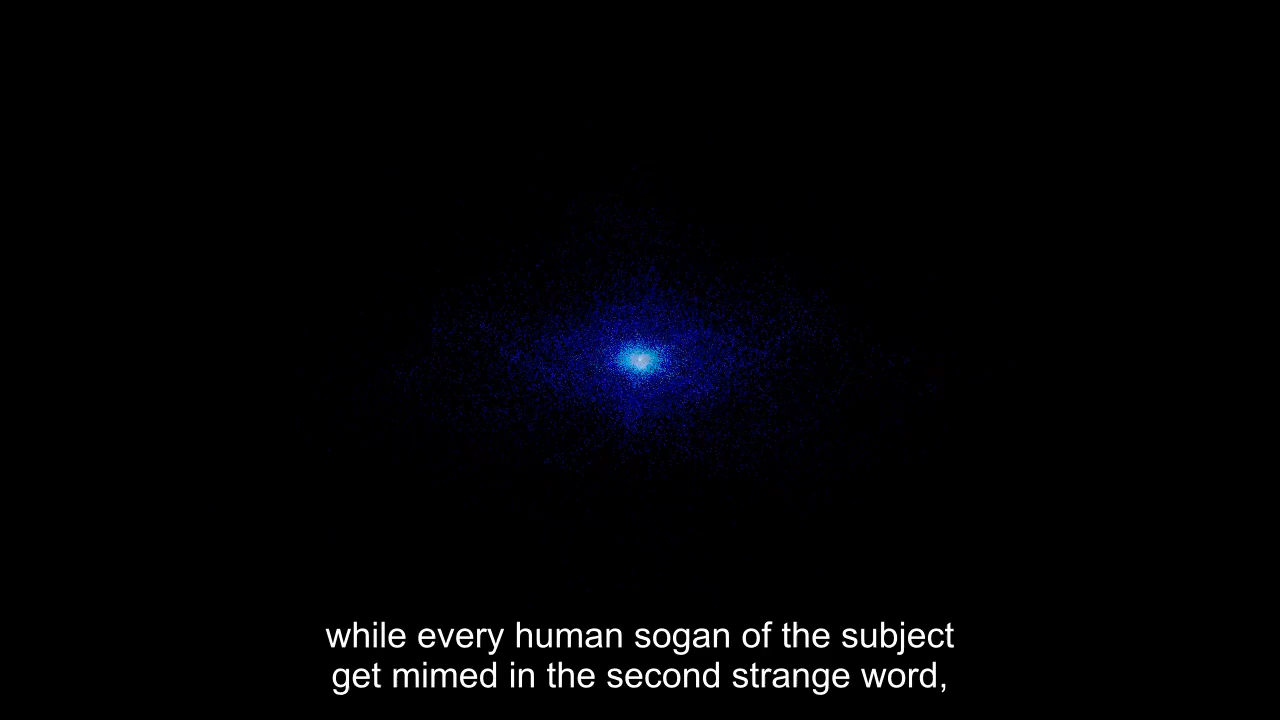 while every human sogan of the subject
get mimed in the second strange word,